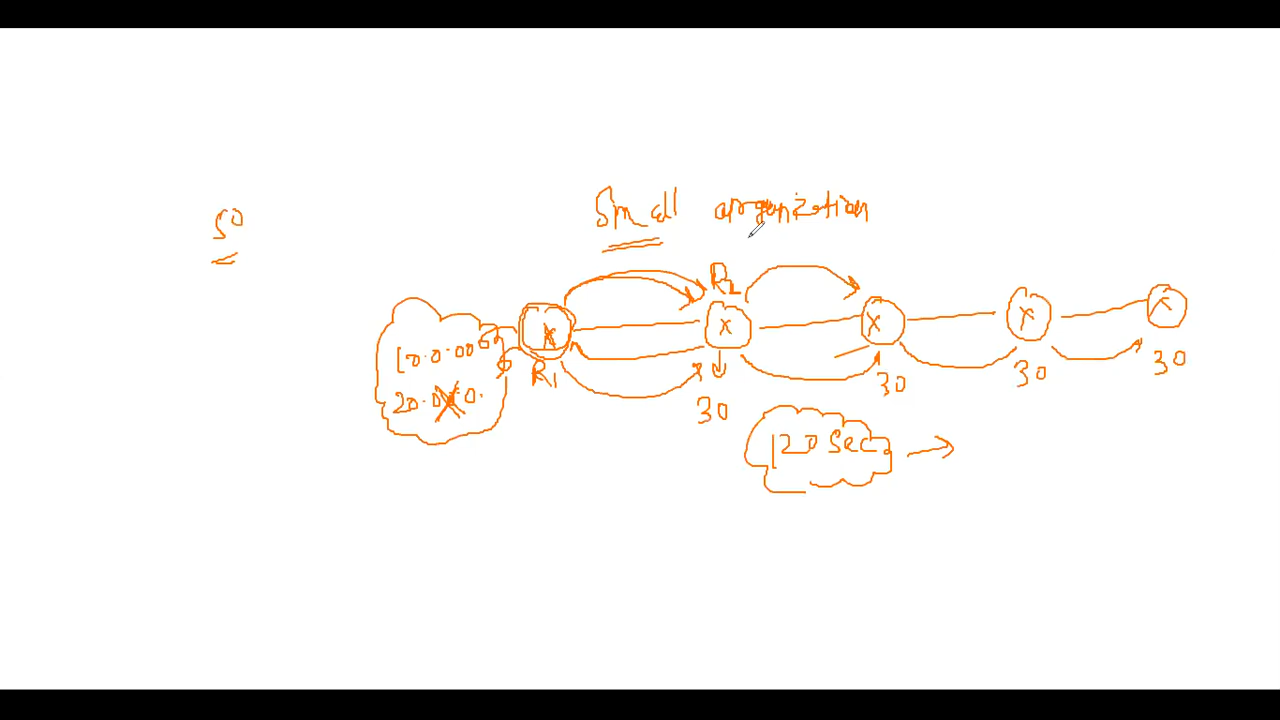 Small organization
50
R2
X X X X X
10.0.0.0
R1
20.0.0.0.
30 30 30 30
120 Sec